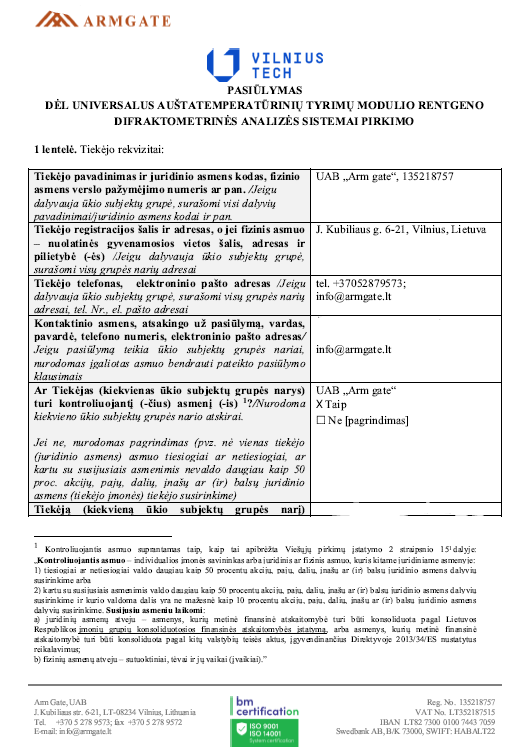 ARMGATE
VILNIUS
TECH
PASIŪLYMAS
DĖL UNIVERSALUS AUŠTATEMPERATŪRINIŲ TYRIMŲ MODULIO RENTGENO
DIFRAKTOMETRINĖS ANALIZĖS SISTEMAI PIRKIMO
1 lentelė. Tiekėjo rekvizitai:
Tiekėjo pavadinimas ir juridinio asmens kodas, fizinio
asmens verslo pažymėjimo numeris ar pan. /Jeigu
dalyvauja ūkio subjektų grupė, surašomi visi dalyvių
pavadinimai/juridinio asmens kodai ir pan.
UAB „Arm gate“, 135218757
Tiekėjo registracijos šalis ir adresas, o jei fizinis asmuo
– nuolatinės gyvenamosios vietos šalis, adresas ir
pilietybė (-ės) /Jeigu dalyvauja ūkio subjektų grupė,
surašomi visų grupės narių adresai
J. Kubiliaus g. 6-21, Vilnius, Lietuva
Tiekėjo telefonas, elektroninio pašto adresas /Jeigu
dalyvauja ūkio subjektų grupė, surašomi visų grupės narių
adresai, tel. Nr., el. pašto adresai
tel. +37052879573;
info@armgate.lt
Kontaktinio asmens, atsakingo už pasiūlymą, vardas,
pavardė, telefono numeris, elektroninio pašto adresas/
Jeigu pasiūlymą teikia ūkio subjektų grupės nariai,
nurodomas įgaliotas asmuo bendrauti pateikto pasiūlymo
klausimais
info@armgate.lt
Ar Tiekėjas (kiekvienas ūkio subjektų grupės narys)
turi kontroliuojantį (-čius) asmenį (-is) 1?/Nurodoma
kiekvieno ūkio subjektų grupės nario atskirai.
Jei ne, nurodomas pagrindimas (pvz. nė vienas tiekėjo
(juridinio asmens) asmuo tiesiogiai ar netiesiogiai, ar
kartu su susijusiais asmenimis nevaldo daugiau kaip 50
proc. akcijų, pajų, dalių, įnašų ar (ir) balsų juridinio
asmens (tiekėjo įmonės) tiekėjo susirinkime)
UAB „Arm gate“
X Taip
☐ Ne [pagrindimas]
Tiekėją (kiekvieną ūkio subjektų grupės narį)
1 Kontroliuojantis asmuo suprantamas taip, kaip tai apibrėžta Viešųjų pirkimų įstatymo 2 straipsnio 15¹ dalyje:
„Kontroliuojantis asmuo – individualios įmonės savininkas arba juridinis ar fizinis asmuo, kuris kitame juridiniame asmenyje:
1) tiesiogiai ar netiesiogiai valdo daugiau kaip 50 procentų akcijų, pajų, dalių, įnašų ar (ir) balsų juridinio asmens dalyvių
susirinkime arba
2) kartu su susijusiais asmenimis valdo daugiau kaip 50 procentų akcijų, pajų, dalių, įnašų ar (ir) balsų juridinio asmens dalyvių
susirinkime ir kurio valdoma dalis yra ne mažesnė kaip 10 procentų akcijų, pajų, dalių, įnašų ar (ir) balsų juridinio asmens
dalyvių susirinkime. Susijusiu asmeniu laikomi:
a) juridinių asmenų atveju – asmenys, kurių metinė finansinė atskaitomybė turi būti konsoliduota pagal Lietuvos
Respublikos įmonių grupių konsoliduotosios finansinės atskaitomybės įstatymą, arba asmenys, kurių metinė finansinė
atskaitomybė turi būti konsoliduota pagal kitų valstybių teisės aktus, įgyvendinančius Direktyvoje 2013/34/ES nustatytus
reikalavimus;
b) fizinių asmenų atveju – sutuoktiniai, tėvai ir jų vaikai (įvaikiai).”
Arm Gate, UAB
J. Kubiliaus str. 6-21, LT-08234 Vilnius, Lithuania
Tel. +370 5 278 9573; fax +370 5 278 9572
E-mail: info@armgate.lt
bm
certification
ISO 9001
ISO 14001
System certification
Reg. No. 135218757
VAT No. LT352187515
IBAN LT82 7300 0100 7443 7059
Swedbank AB, B/K 73000, SWIFT: HABALT22